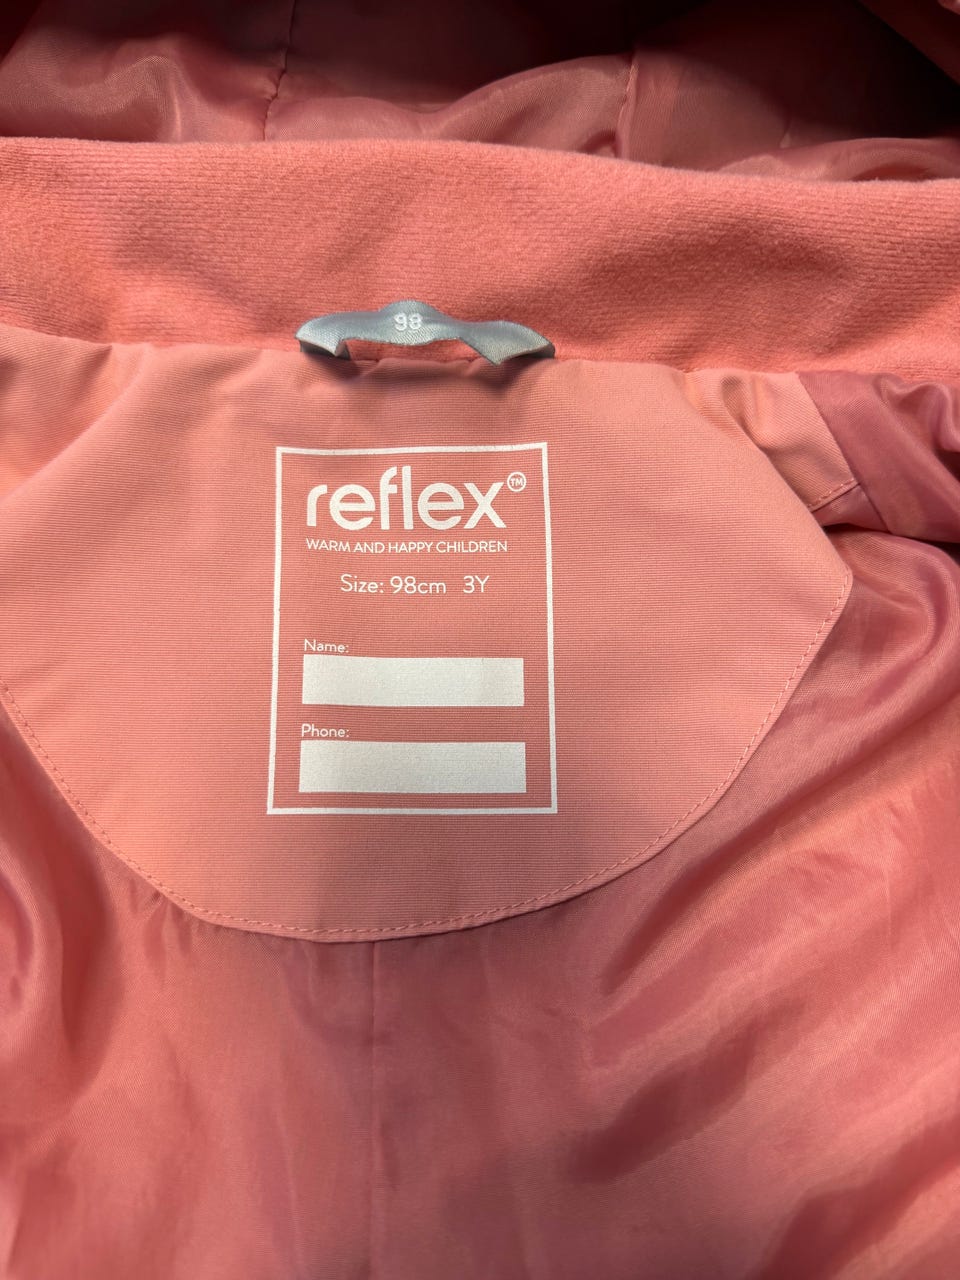 98
reflex™
WARM AND HAPPY CHILDREN
Size: 98cm 3Y
Name:
Phone: